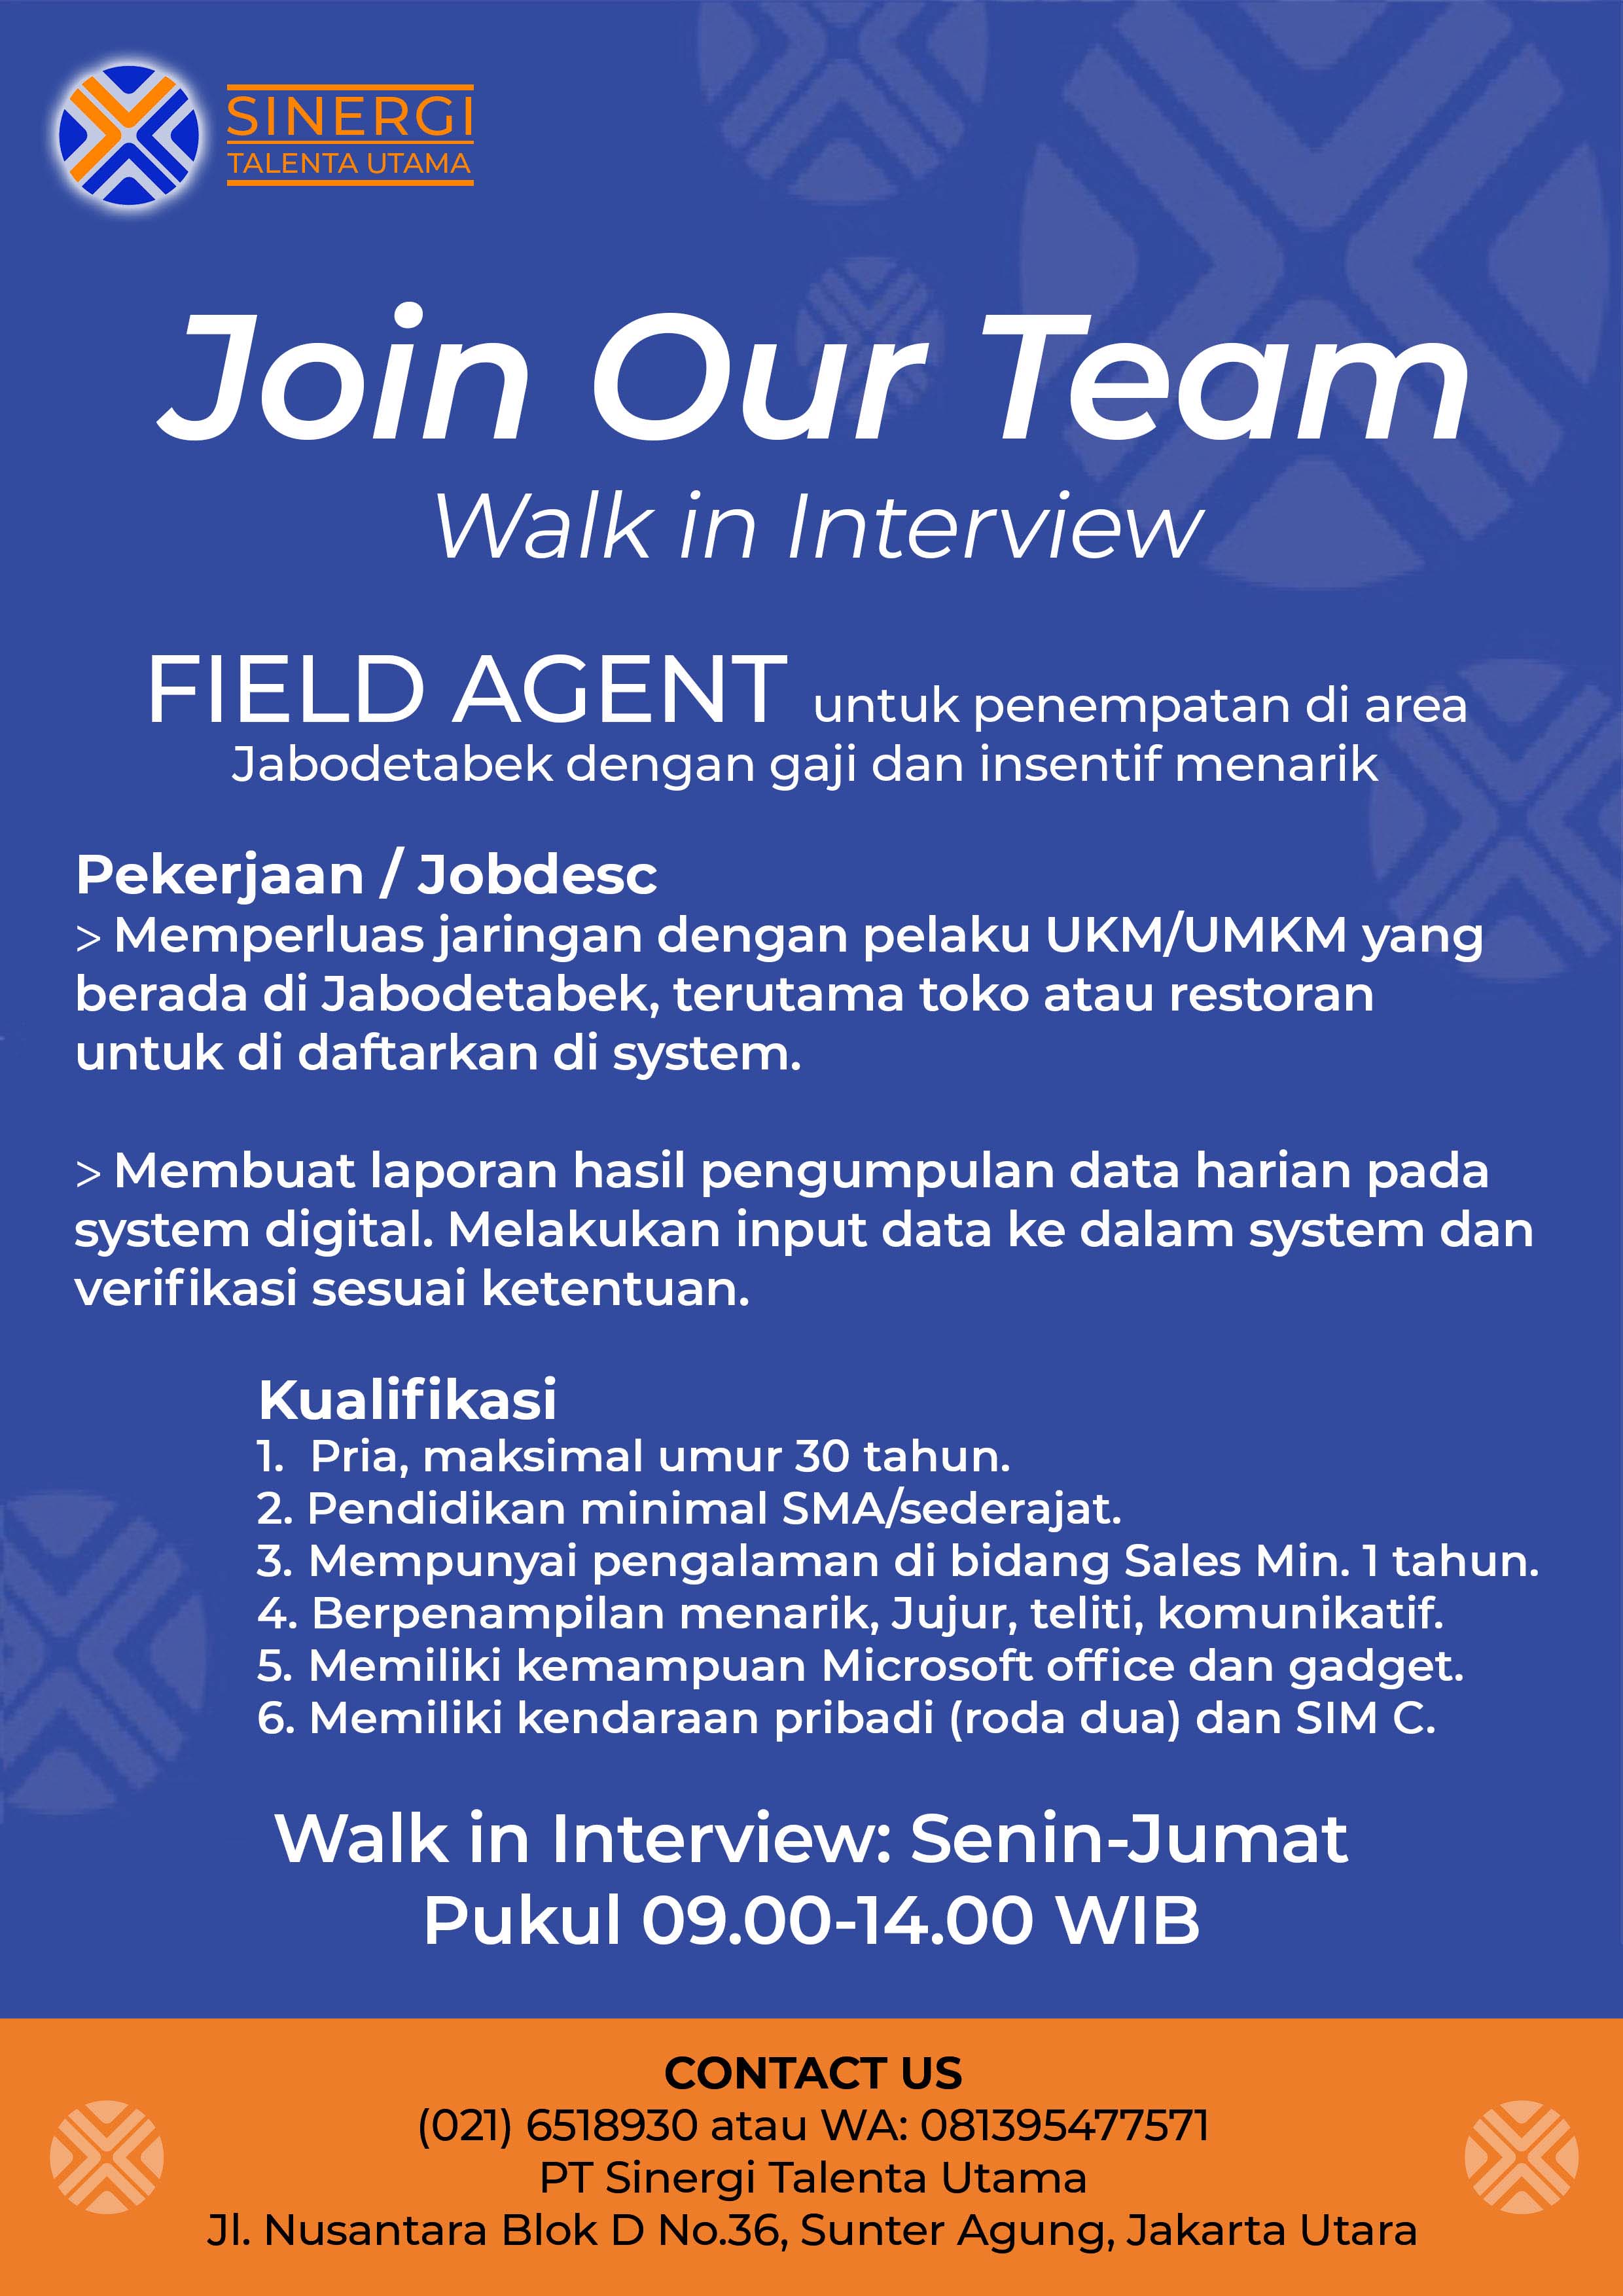 SINERGI
TALENTA UTAMA
Join Our Team
Walk in Interview
FIELD AGENT untuk penempatan di area
Jabodetabek dengan gaji dan insentif menarik
Pekerjaan / Jobdesc
> Memperluas jaringan dengan pelaku UKM/UMKM yang
berada di Jabodetabek, terutama toko atau restoran
untuk di daftarkan di system.
> Membuat laporan hasil pengumpulan data harian pada
system digital. Melakukan input data ke dalam system dan
verifikasi sesuai ketentuan.
Kualifikasi
1. Pria, maksimal umur 30 tahun.
2. Pendidikan minimal SMA/sederajat.
3. Mempunyai pengalaman di bidang Sales Min. 1 tahun.
4. Berpenampilan menarik, Jujur, teliti, komunikatif.
5. Memiliki kemampuan Microsoft office dan gadget.
6. Memiliki kendaraan pribadi (roda dua) dan SIM C.
Walk in Interview: Senin-Jumat
Pukul 09.00-14.00 WIB
CONTACT US
(021) 6518930 atau WA: 081395477571
PT Sinergi Talenta Utama
Jl. Nusantara Blok D No.36, Sunter Agung, Jakarta Utara